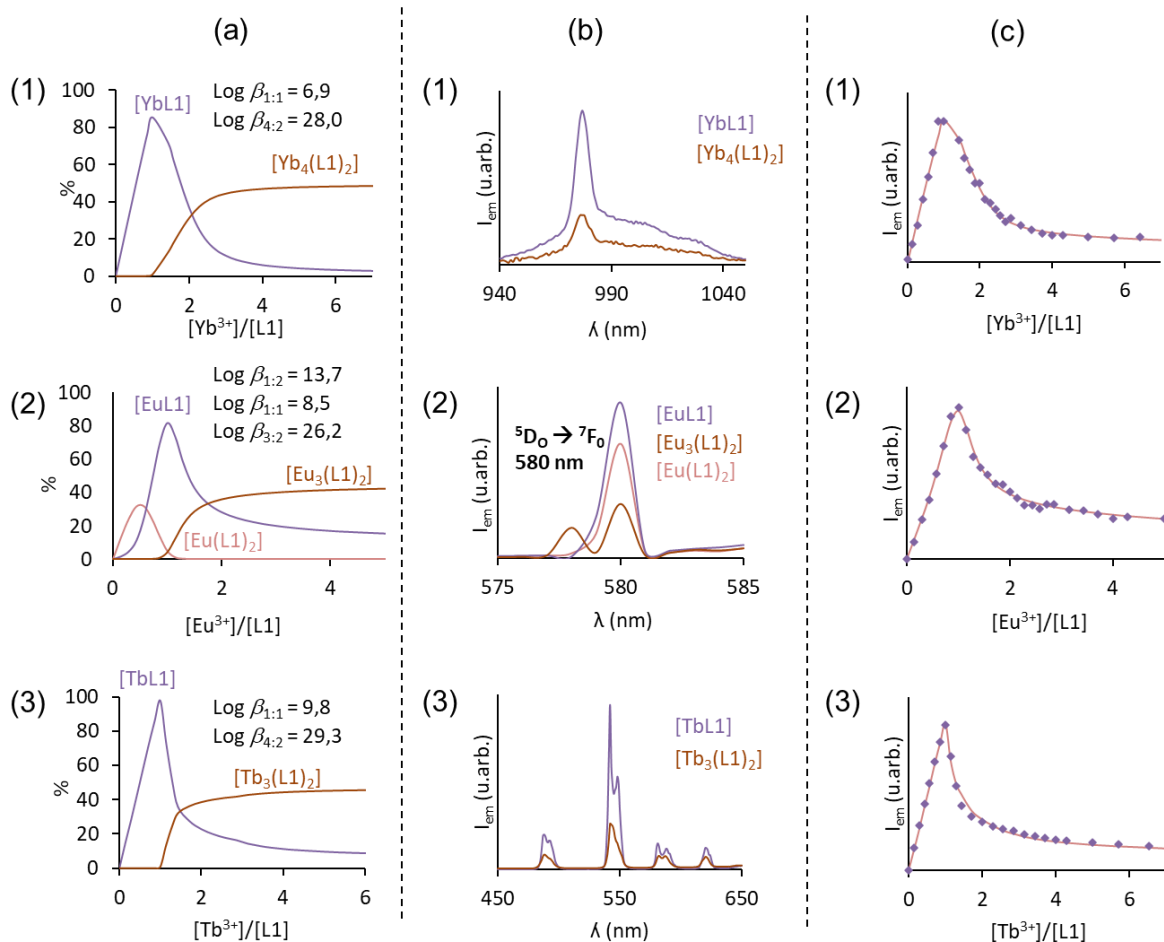 (a)
(b)
(c)
(1)
100
80
60
40
20
0
%
[YbL1]
Log β1:1 = 6,9
Log β4:2 = 28,0
[Yb4(L1)2]
0 2 4 6
[Yb³⁺]/[L1]
(1)
Iem (u.arb.)
[YbL1]
[Yb4(L1)2]
940 990 1040
ʎ (nm)
(1)
Iem (u.arb.)
0 2 4 6
[Yb³⁺]/[L1]
(2)
100
80
60
40
20
0
%
[EuL1]
Log β1:2 = 13,7
Log β1:1 = 8,5
Log β3:2 = 26,2
[Eu3(L1)2]
[Eu(L1)2]
0 2 4
[Eu³⁺]/[L1]
(2)
Iem (u.arb.)
⁵DO → ⁷F0
580 nm
[EuL1]
[Eu3(L1)2]
[Eu(L1)2]
575 580 585
λ (nm)
(2)
Iem (u.arb.)
0 2 4
[Eu³⁺]/[L1]
(3)
[TbL1]
100
80
60
40
20
0
%
Log β1:1 = 9,8
Log β4:2 = 29,3
[Tb3(L1)2]
0 2 4 6
[Tb³⁺]/[L1]
(3)
Iem (u.arb.)
[TbL1]
[Tb3(L1)2]
450 550 650
ʎ (nm)
(3)
Iem (u.arb.)
0 2 4 6
[Tb³⁺]/[L1]